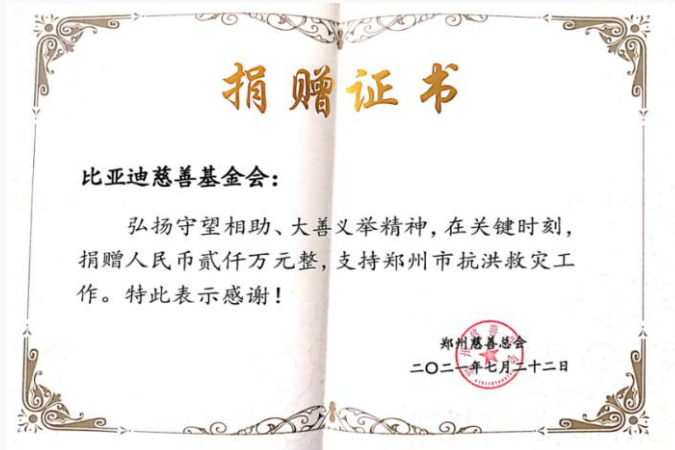 捐赠证书
比亚迪慈善基金会：
弘扬守望相助、大善义举精神，在关键时刻，
捐赠人民币贰仟万元整，支持郑州市抗洪救灾工
作。特此表示感谢！
郑州慈善总会
二〇二一年七月二十二日